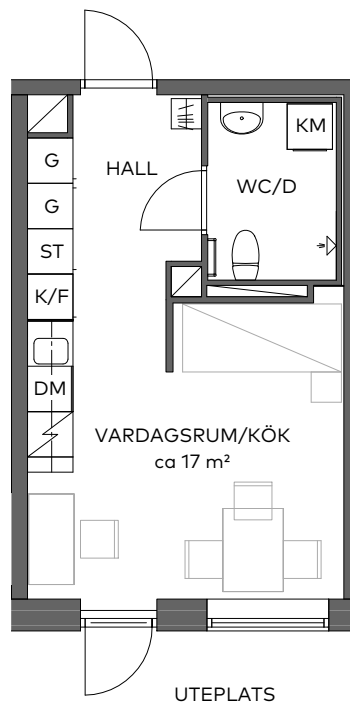 G
KM
HALL
WC/D
G
ST
K/F
DM
VARDAGSRUM/KÖK
ca 17 m²
UTEPLATS